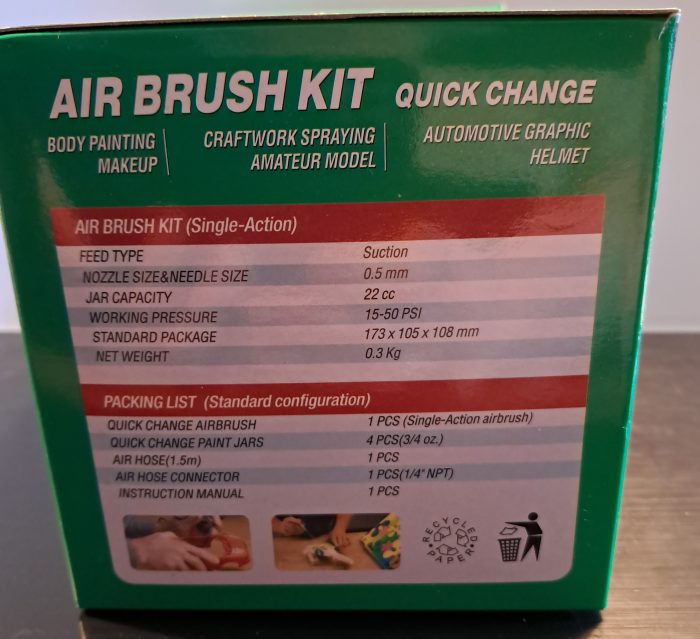 AIR BRUSH KIT QUICK CHANGE
BODY PAINTING
MAKEUP
CRAFTWORK SPRAYING
AMATEUR MODEL
AUTOMOTIVE GRAPHIC
HELMET
AIR BRUSH KIT (Single-Action)
FEED TYPE Suction
NOZZLE SIZE&NEEDLE SIZE 0.5 mm
JAR CAPACITY 22 cc
WORKING PRESSURE 15-50 PSI
STANDARD PACKAGE 173 x 105 x 108 mm
NET WEIGHT 0.3 Kg
PACKING LIST (Standard configuration)
QUICK CHANGE AIRBRUSH 1 PCS (Single-Action airbrush)
QUICK CHANGE PAINT JARS 4 PCS(3/4 oz.)
AIR HOSE(1.5m) 1 PCS
AIR HOSE CONNECTOR 1 PCS(1/4" NPT)
INSTRUCTION MANUAL 1 PCS
RECYCLED
PAPER